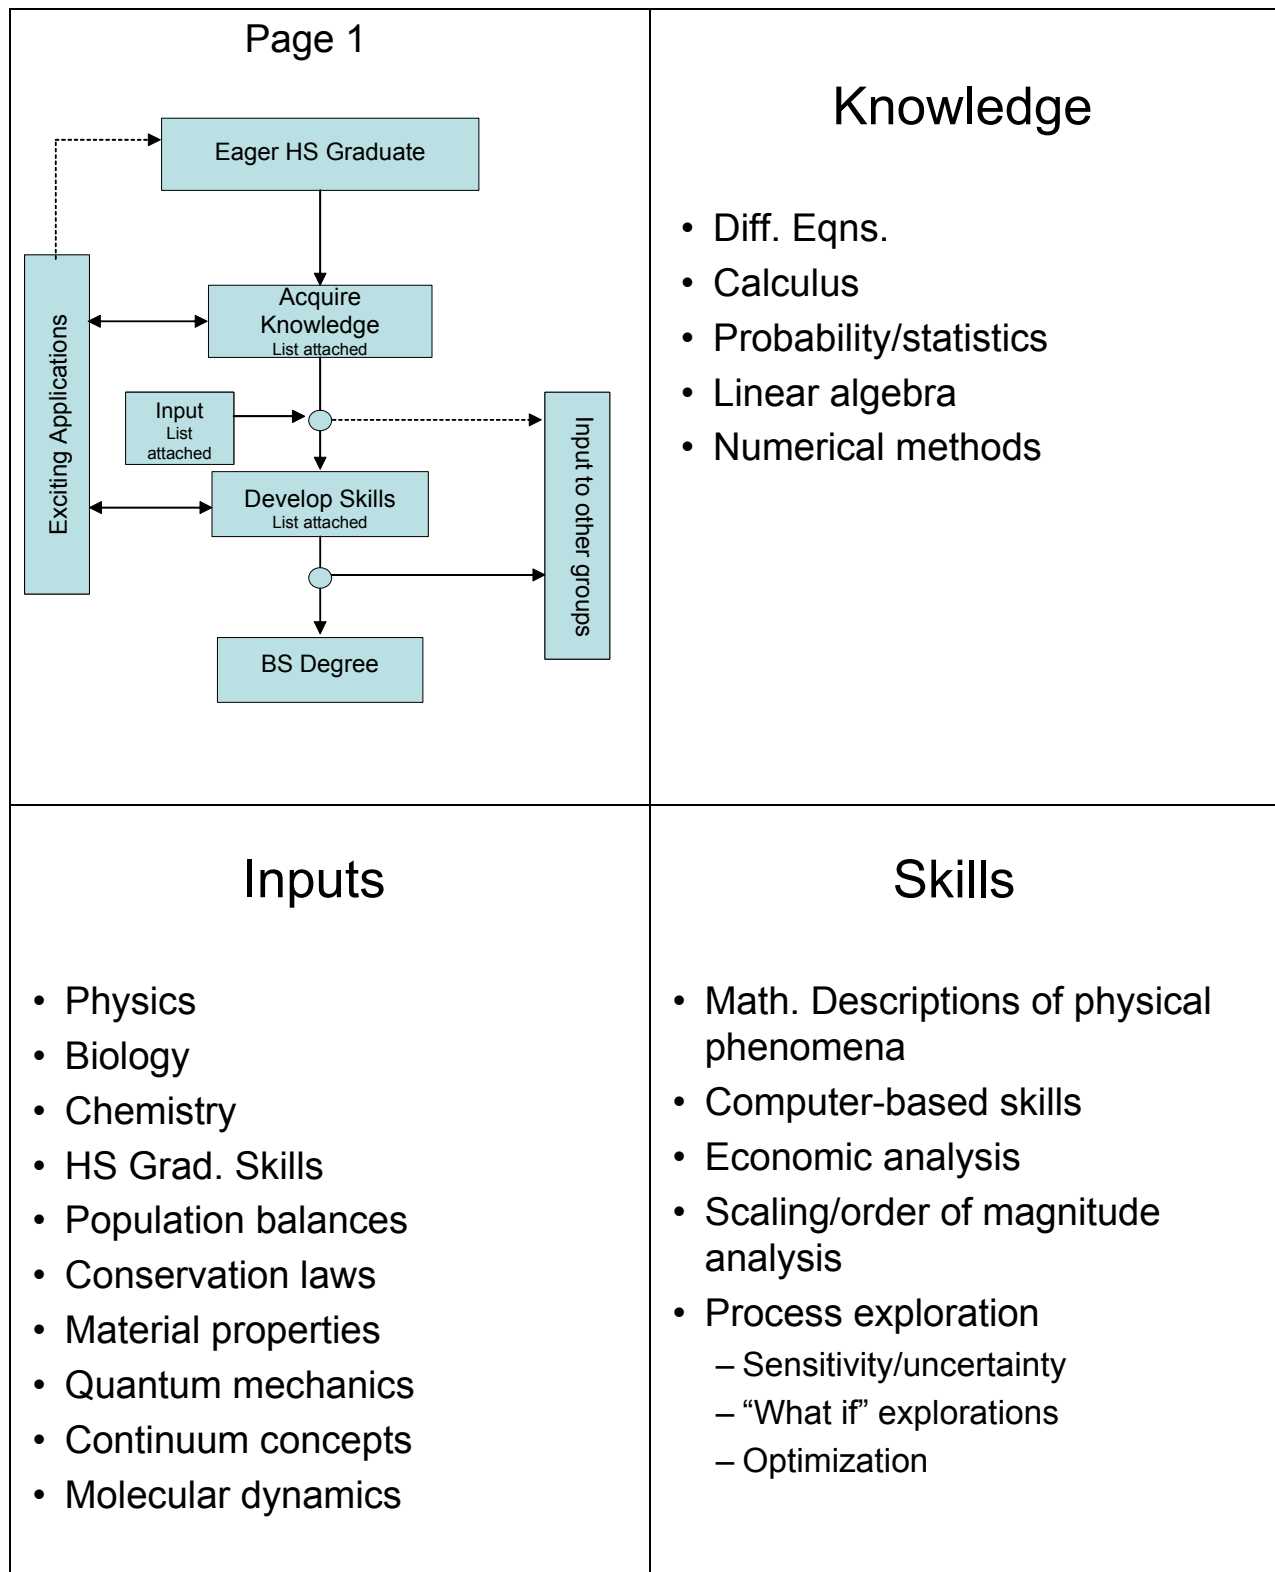 Page 1
Eager HS Graduate
Acquire
Knowledge
List attached
Exciting Applications
Input
List
attached
Input to other groups
Develop Skills
List attached
BS Degree
Knowledge
• Diff. Eqns.
• Calculus
• Probability/statistics
• Linear algebra
• Numerical methods
Inputs
• Physics
• Biology
• Chemistry
• HS Grad. Skills
• Population balances
• Conservation laws
• Material properties
• Quantum mechanics
• Continuum concepts
• Molecular dynamics
Skills
• Math. Descriptions of physical
phenomena
• Computer-based skills
• Economic analysis
• Scaling/order of magnitude
analysis
• Process exploration
– Sensitivity/uncertainty
– “What if” explorations
– Optimization